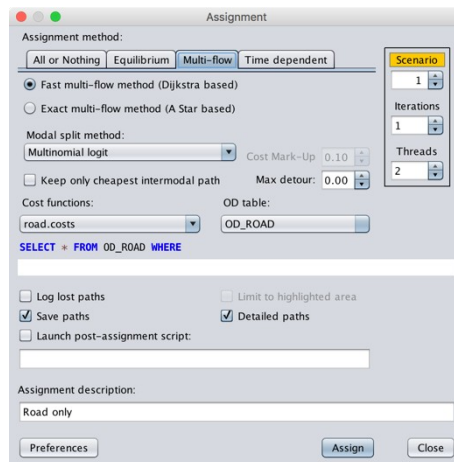 Assignment
Assignment method:
All or Nothing Equilibrium Multi-flow Time dependent
Scenario
1
Fast multi-flow method (Dijkstra based)
Exact multi-flow method (A Star based)
Iterations
1
Modal split method:
Multinomial logit
Cost Mark-Up 0.10
Threads
2
Keep only cheapest intermodal path
Max detour: 0.00
Cost functions:
OD table:
road.costs
OD_ROAD
SELECT * FROM OD_ROAD WHERE
Log lost paths
Limit to highlighted area
Save paths
Detailed paths
Launch post-assignment script:
Assignment description:
Road only
Preferences
Assign
Close